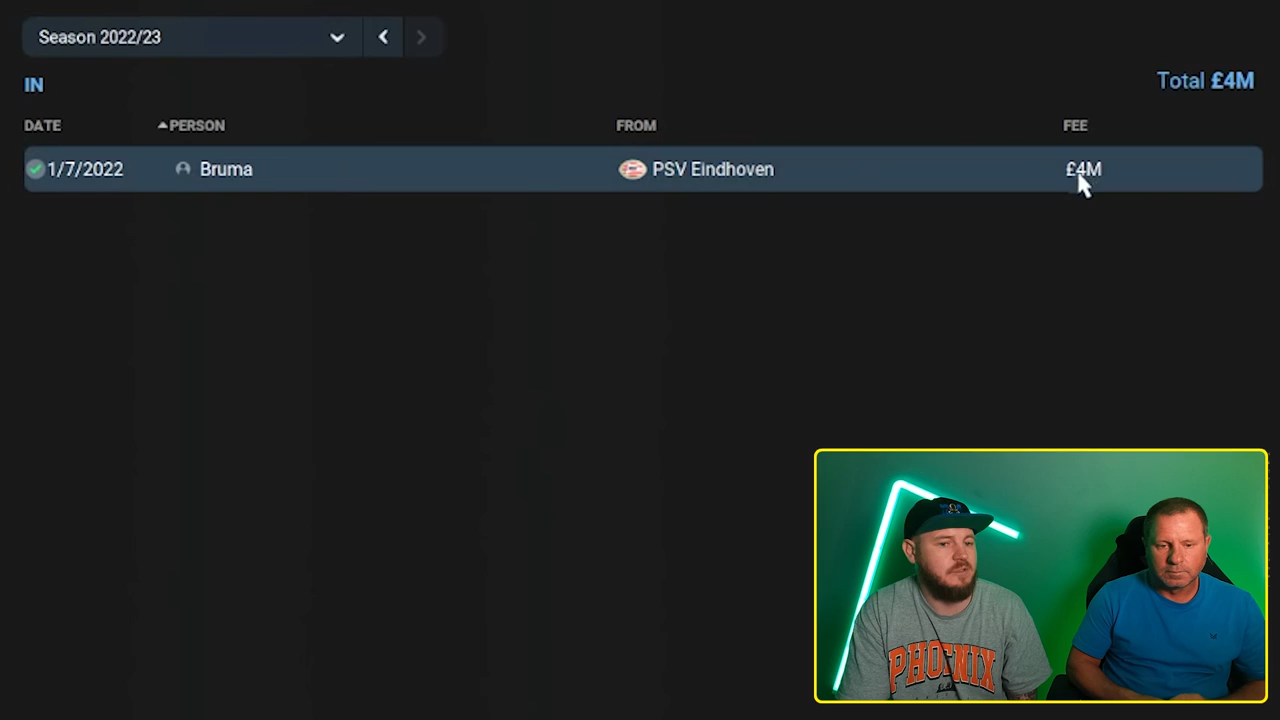 Season 2022/23
IN
Total £4M
DATE PERSON FROM FEE
1/7/2022 Bruma PSV Eindhoven £4M
PHOENIX